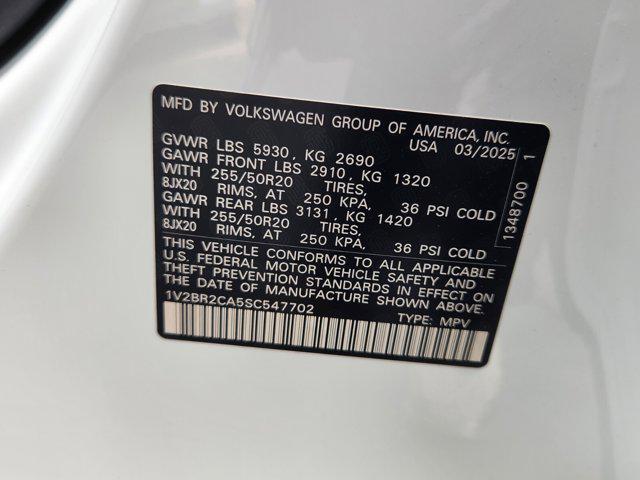 MFD BY VOLKSWAGEN GROUP OF AMERICA, INC.
USA 03/2025
GVWR LBS 5930, KG 2690
GAWR FRONT LBS 2910, KG 1320
WITH 255/50R20 TIRES,
8JX20 RIMS, AT 250 KPA, 36 PSI COLD
GAWR REAR LBS 3131, KG 1420
WITH 255/50R20 TIRES,
8JX20 RIMS, AT 250 KPA, 36 PSI COLD
THIS VEHICLE CONFORMS TO ALL APPLICABLE
U.S. FEDERAL MOTOR VEHICLE SAFETY AND
THEFT PREVENTION STANDARDS IN EFFECT ON THE
DATE OF MANUFACTURE SHOWN ABOVE.
1V2BR2CA5SC547702
TYPE: MPV
1348700 1